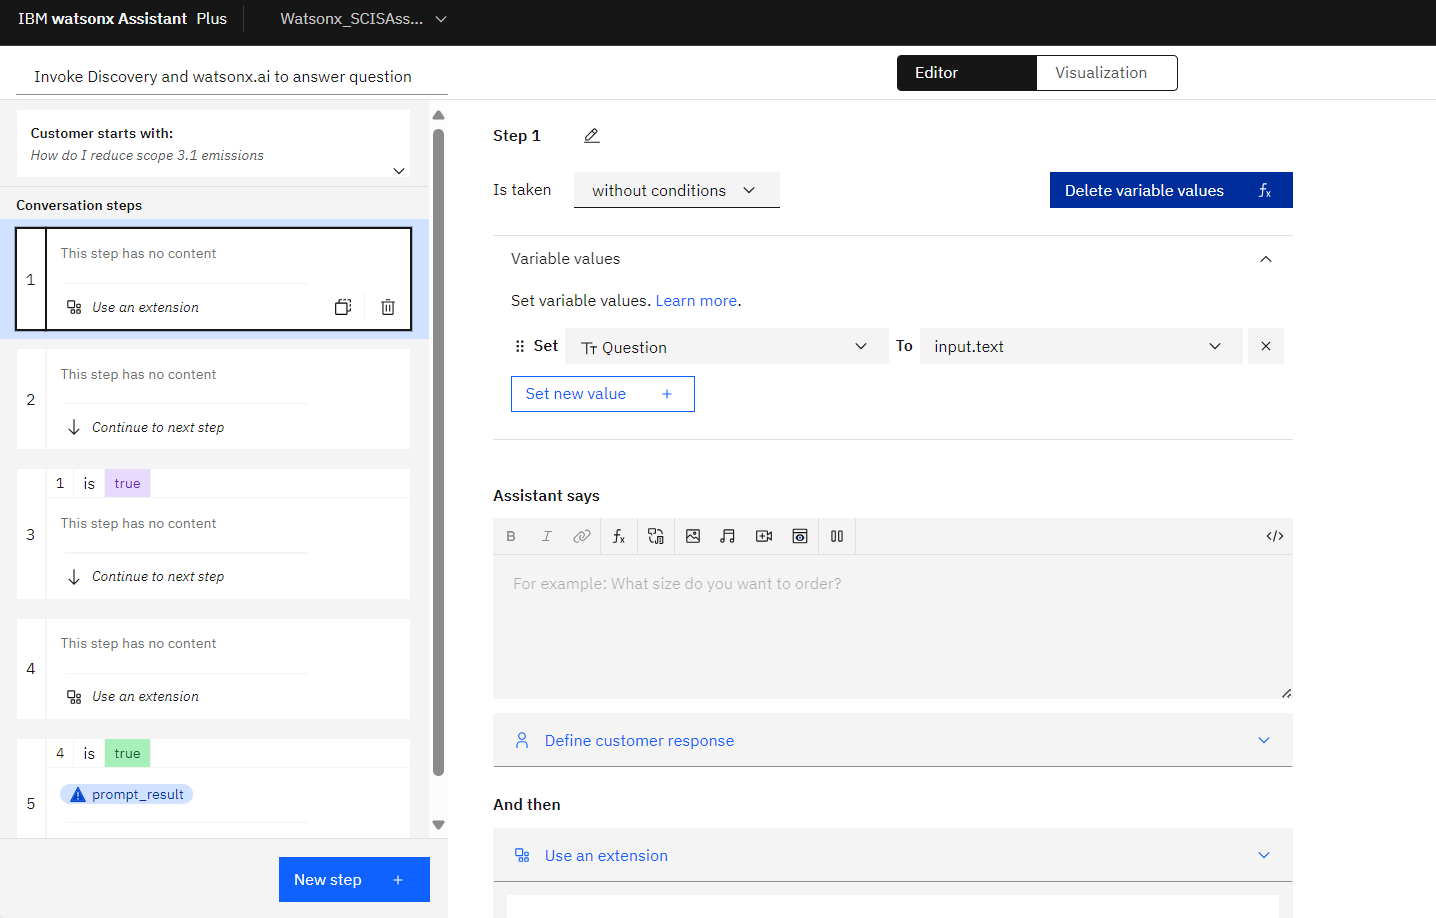 IBM watsonx Assistant Plus
Watsonx_SCISAss...
Invoke Discovery and watsonx.ai to answer question
Editor
Visualization
Customer starts with:
How do I reduce scope 3.1 emissions
Conversation steps
1
This step has no content
Use an extension
2
This step has no content
Continue to next step
3
1 is true
This step has no content
Continue to next step
4
This step has no content
Use an extension
5
4 is true
prompt_result
New step +
Step 1
Is taken without conditions
Delete variable values fx
Variable values
Set variable values. Learn more.
Set Tт Question To input.text
Set new value +
Assistant says
B I fx </>
For example: What size do you want to order?
Define customer response
And then
Use an extension